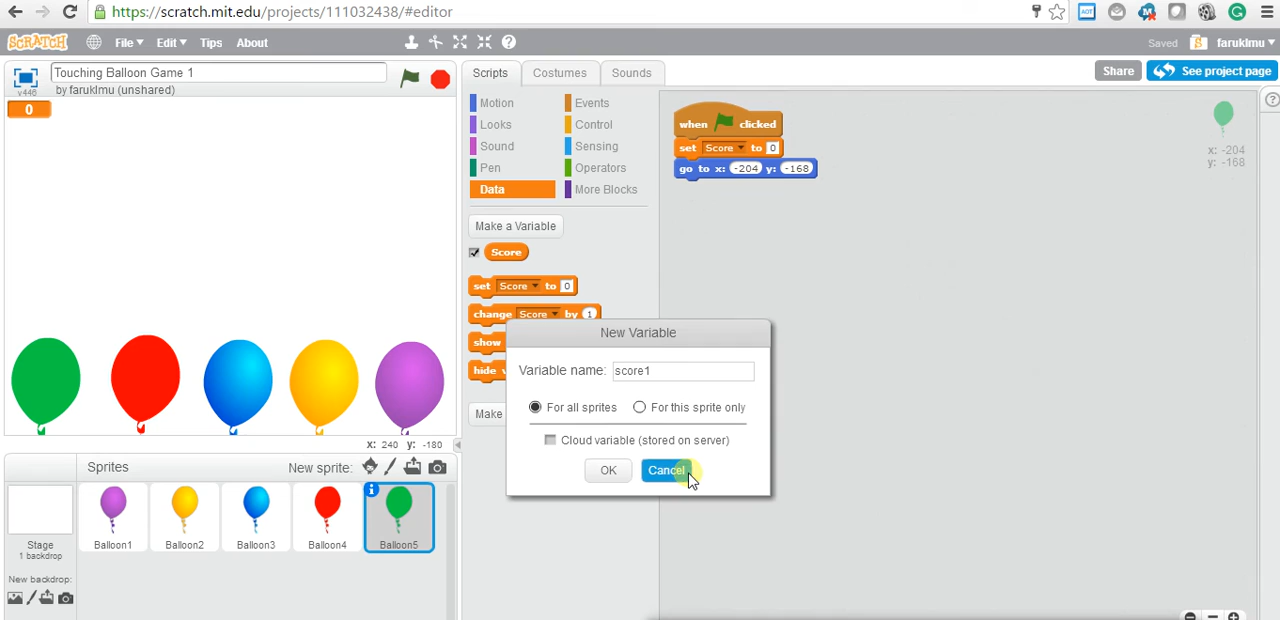 https://scratch.mit.edu/projects/111032438/#editor
SCRATCH File Edit Tips About Saved faruklmu
Touching Balloon Game 1
by faruklmu (unshared)
v446
0
Scripts Costumes Sounds
Share See project page
Motion Events
Looks Control
Sound Sensing
Pen Operators
Data More Blocks
Make a Variable
Score
set Score to 0
change Score by 1
show
hide
Make
when clicked
set Score to 0
go to x: -204 y: -168
x: -204
y: -168
New Variable
Variable name: score1
For all sprites For this sprite only
Cloud variable (stored on server)
OK Cancel
x: 240 y: -180
Sprites New sprite:
Stage
1 backdrop
New backdrop:
Balloon1 Balloon2 Balloon3 Balloon4 Balloon5